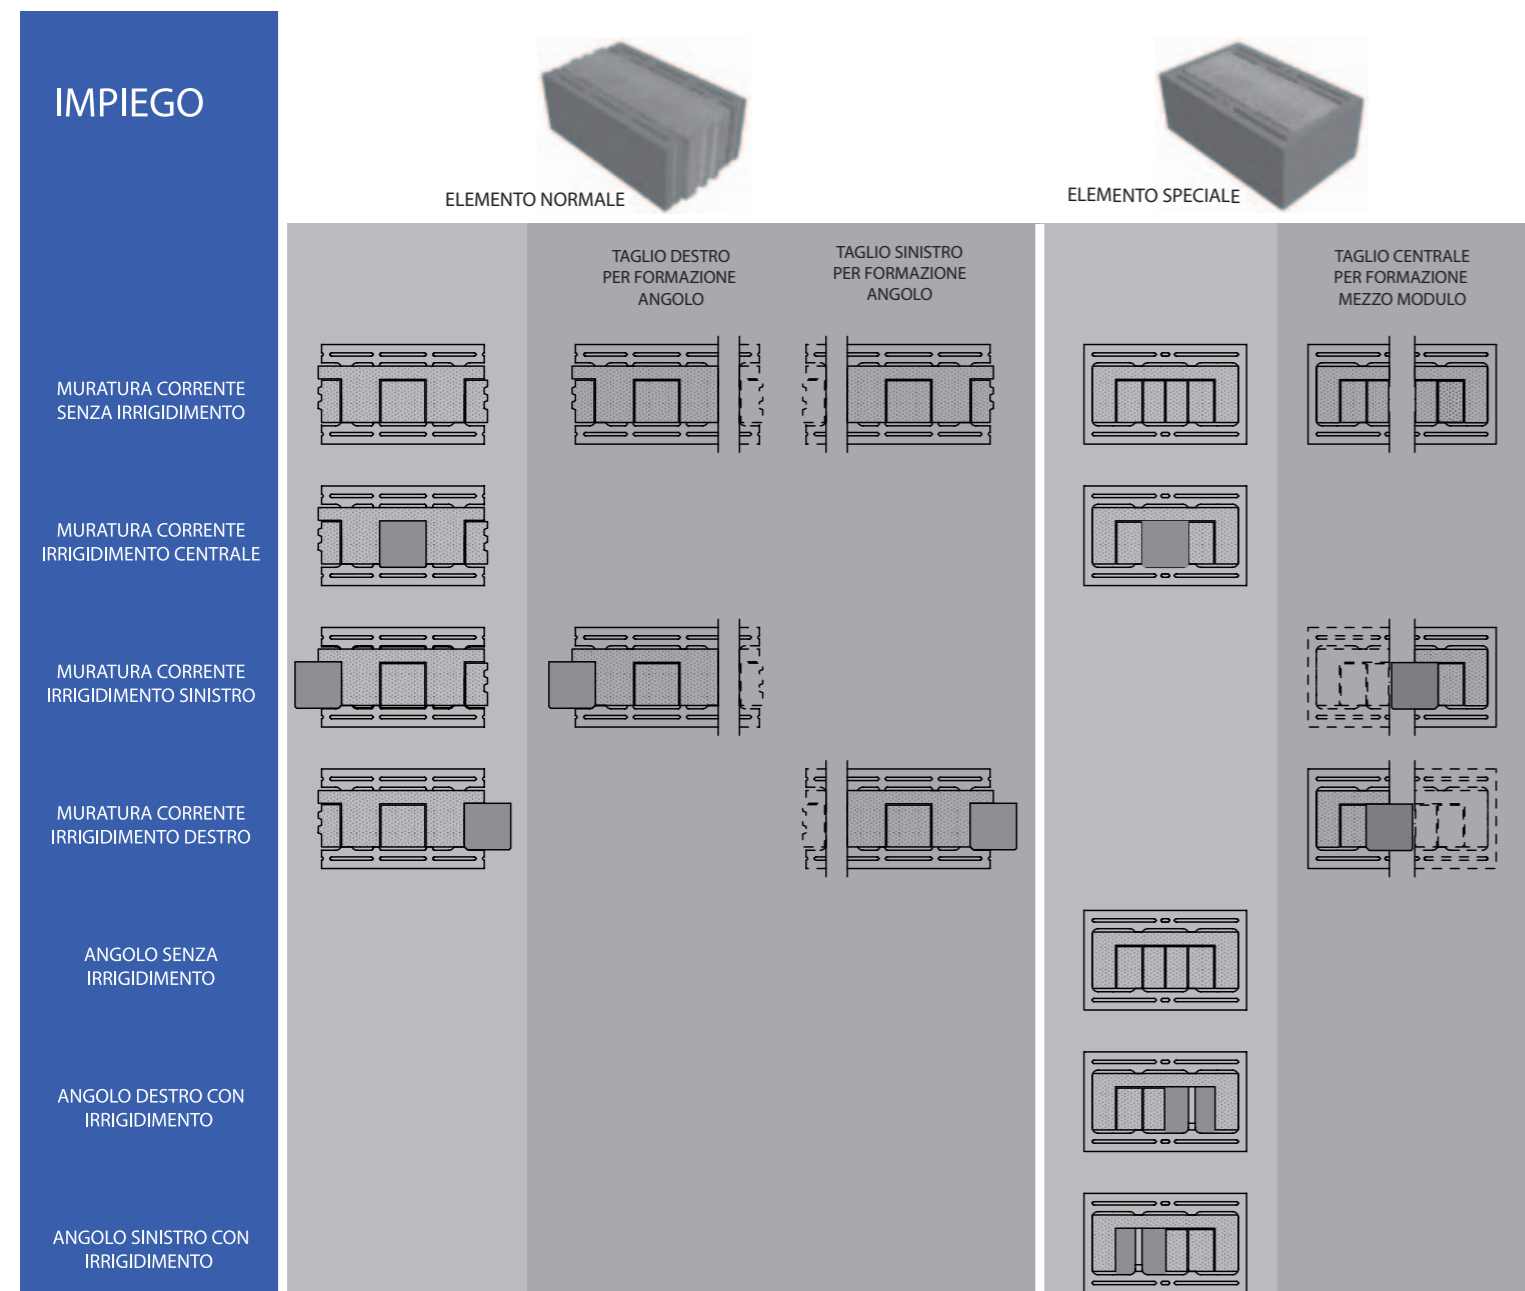 IMPIEGO
ELEMENTO NORMALE
ELEMENTO SPECIALE
TAGLIO DESTRO
PER FORMAZIONE
ANGOLO
TAGLIO SINISTRO
PER FORMAZIONE
ANGOLO
TAGLIO CENTRALE
PER FORMAZIONE
MEZZO MODULO
MURATURA CORRENTE
SENZA IRRIGIDIMENTO
MURATURA CORRENTE
IRRIGIDIMENTO CENTRALE
MURATURA CORRENTE
IRRIGIDIMENTO SINISTRO
MURATURA CORRENTE
IRRIGIDIMENTO DESTRO
ANGOLO SENZA
IRRIGIDIMENTO
ANGOLO DESTRO CON
IRRIGIDIMENTO
ANGOLO SINISTRO CON
IRRIGIDIMENTO